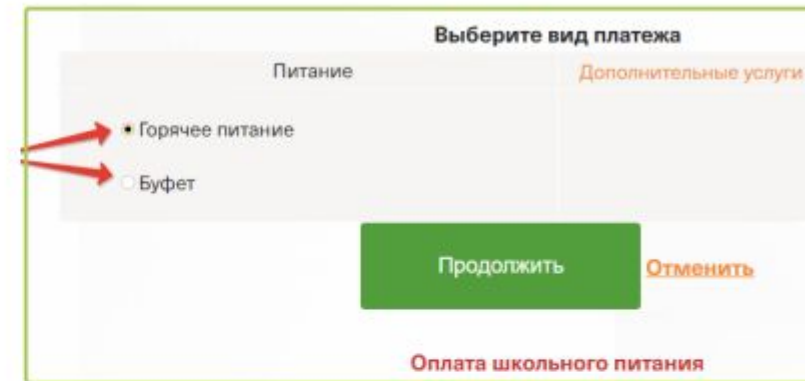 Выберите вид платежа
Питание Дополнительные услуги
Горячее питание
Буфет
Продолжить Отменить
Оплата школьного питания